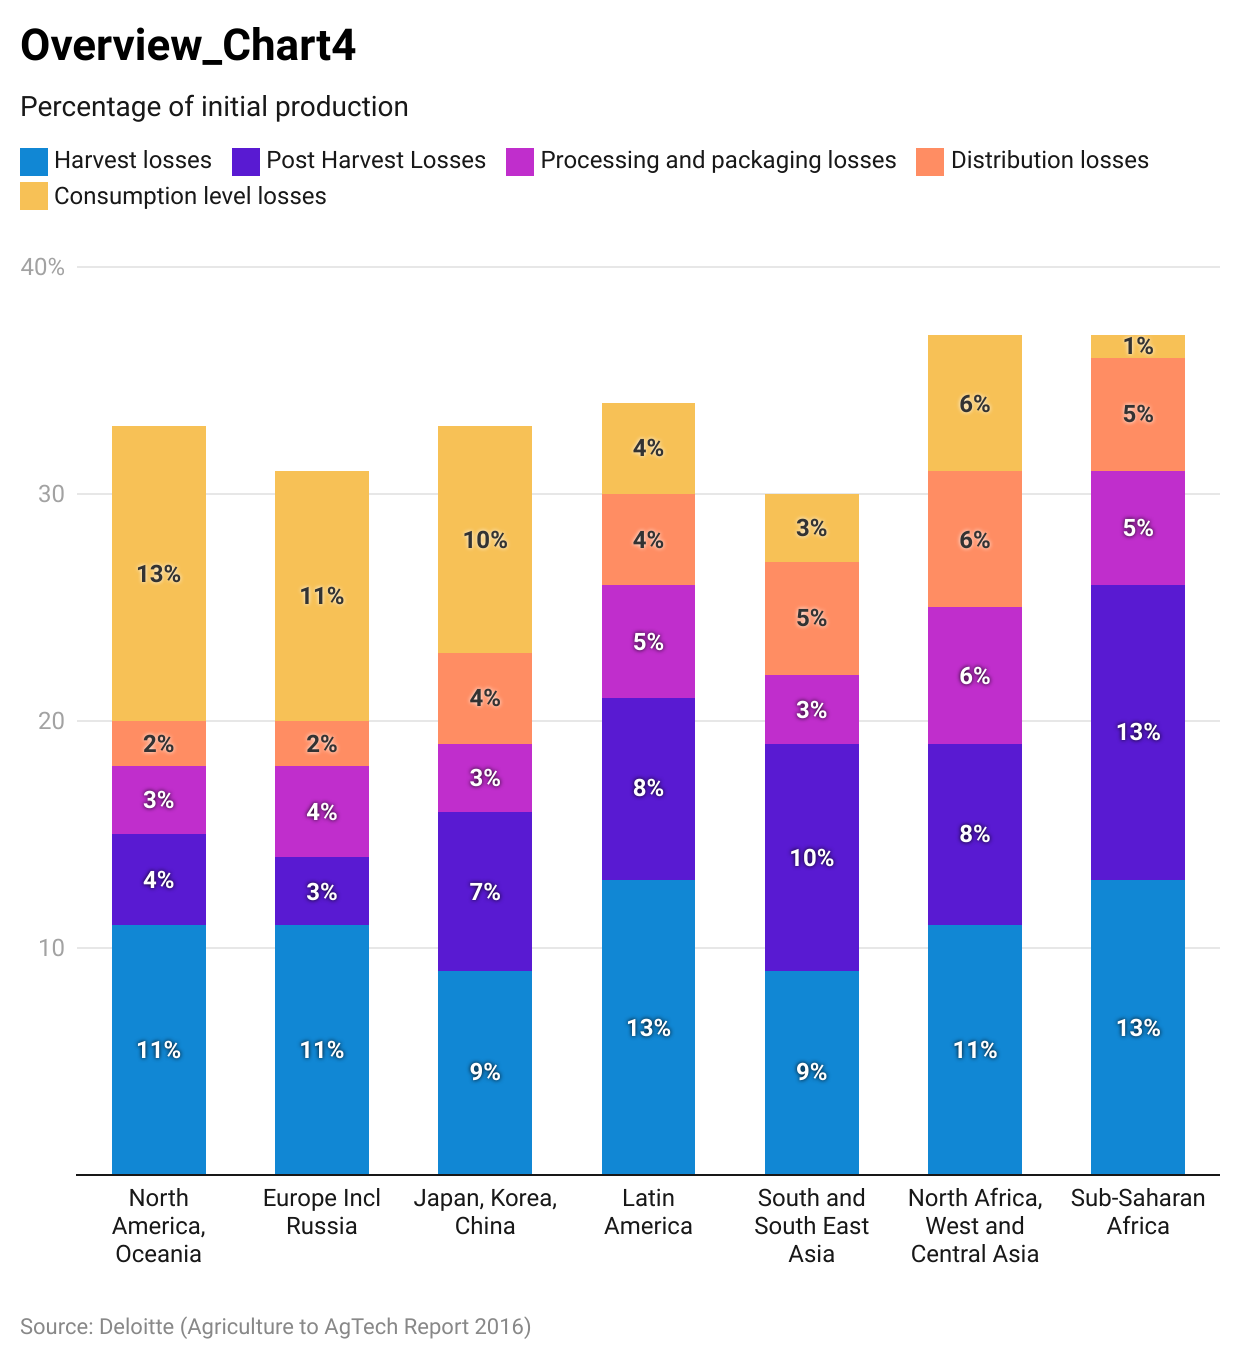 Overview_Chart4
Percentage of initial production
Harvest losses Post Harvest Losses Processing and packaging losses Distribution losses
Consumption level losses
40%
30
20
10
13%
2%
3%
4%
11%
11%
2%
4%
3%
11%
10%
4%
3%
7%
9%
4%
4%
5%
8%
13%
3%
5%
3%
10%
9%
6%
6%
6%
8%
11%
1%
5%
5%
13%
13%
North
America,
Oceania
Europe Incl
Russia
Japan, Korea,
China
Latin
America
South and
South East
Asia
North Africa,
West and
Central Asia
Sub-Saharan
Africa
Source: Deloitte (Agriculture to AgTech Report 2016)